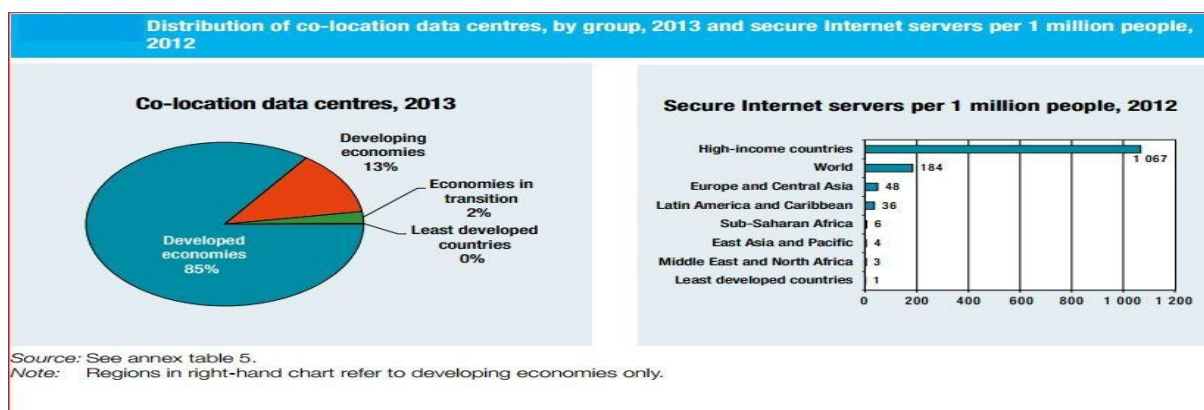 Distribution of co-location data centres, by group, 2013 and secure Internet servers per 1 million people,
2012
Co-location data centres, 2013
Developing
economies
13%
Economies in
transition
2%
Least developed
countries
0%
Developed
economies
85%
Secure Internet servers per 1 million people, 2012
High-income countries
1 067
World
184
Europe and Central Asia
48
Latin America and Caribbean
36
Sub-Saharan Africa
6
East Asia and Pacific
4
Middle East and North Africa
3
Least developed countries
1
0 200 400 600 800 1 000 1 200
Source: See annex table 5.
Note: Regions in right-hand chart refer to developing economies only.